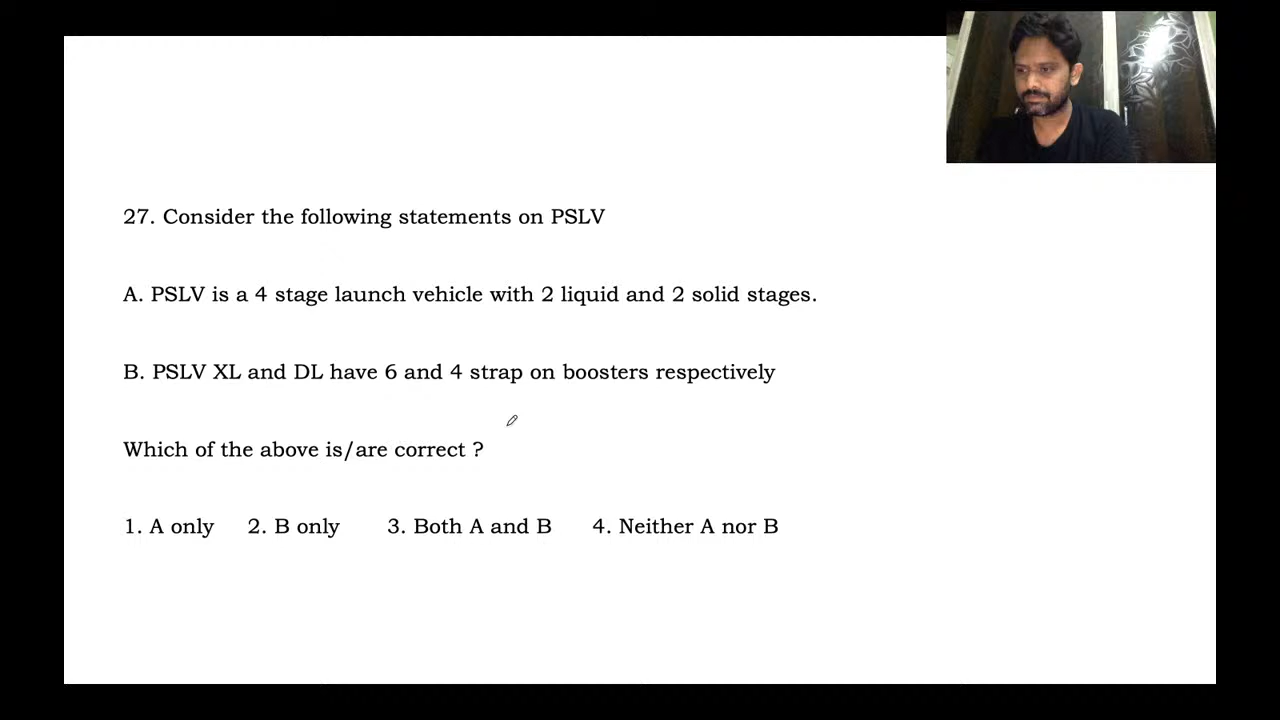 27. Consider the following statements on PSLV
A. PSLV is a 4 stage launch vehicle with 2 liquid and 2 solid stages.
B. PSLV XL and DL have 6 and 4 strap on boosters respectively
Which of the above is/are correct ?
1. A only 2. B only 3. Both A and B 4. Neither A nor B